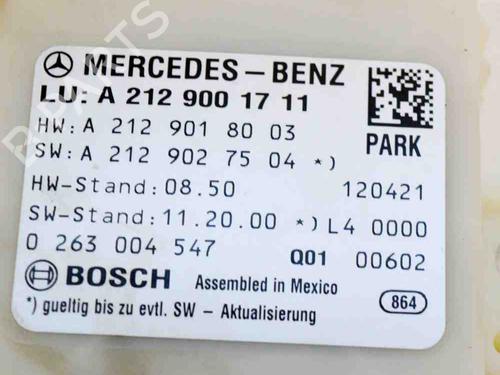 MERCEDES-BENZ
LU: A 212 900 17 11
HW: A 212 901 80 03
PARK
SW: A 212 902 75 04 *)
HW-Stand: 08.50 120421
SW-Stand: 11.20.00 *) L4 0000
0 263 004 547 Q01 00602
BOSCH Assembled in Mexico
*) gueltig bis zu evtl. SW - Aktualisierung 864